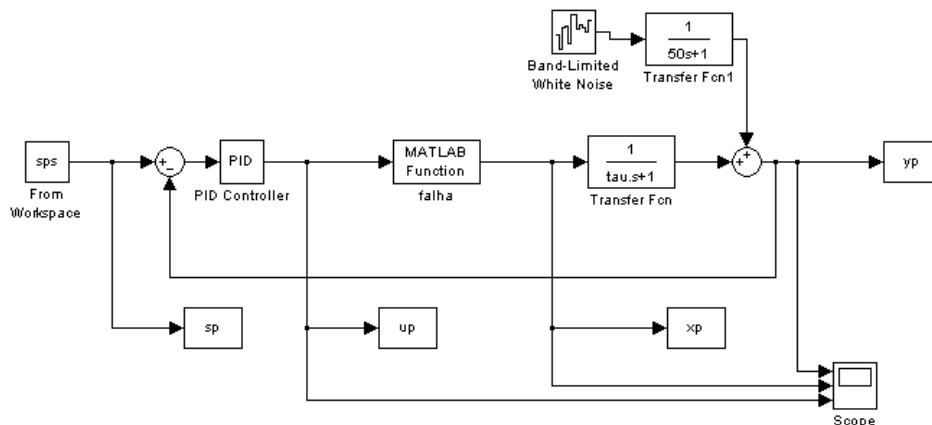 1
50s+1
Band-Limited
White Noise
Transfer Fcn1
sps
+
−
PID
MATLAB
Function
1
tau.s+1
+
+
yp
From
Workspace
PID Controller
falha
Transfer Fcn
sp
up
xp
Scope